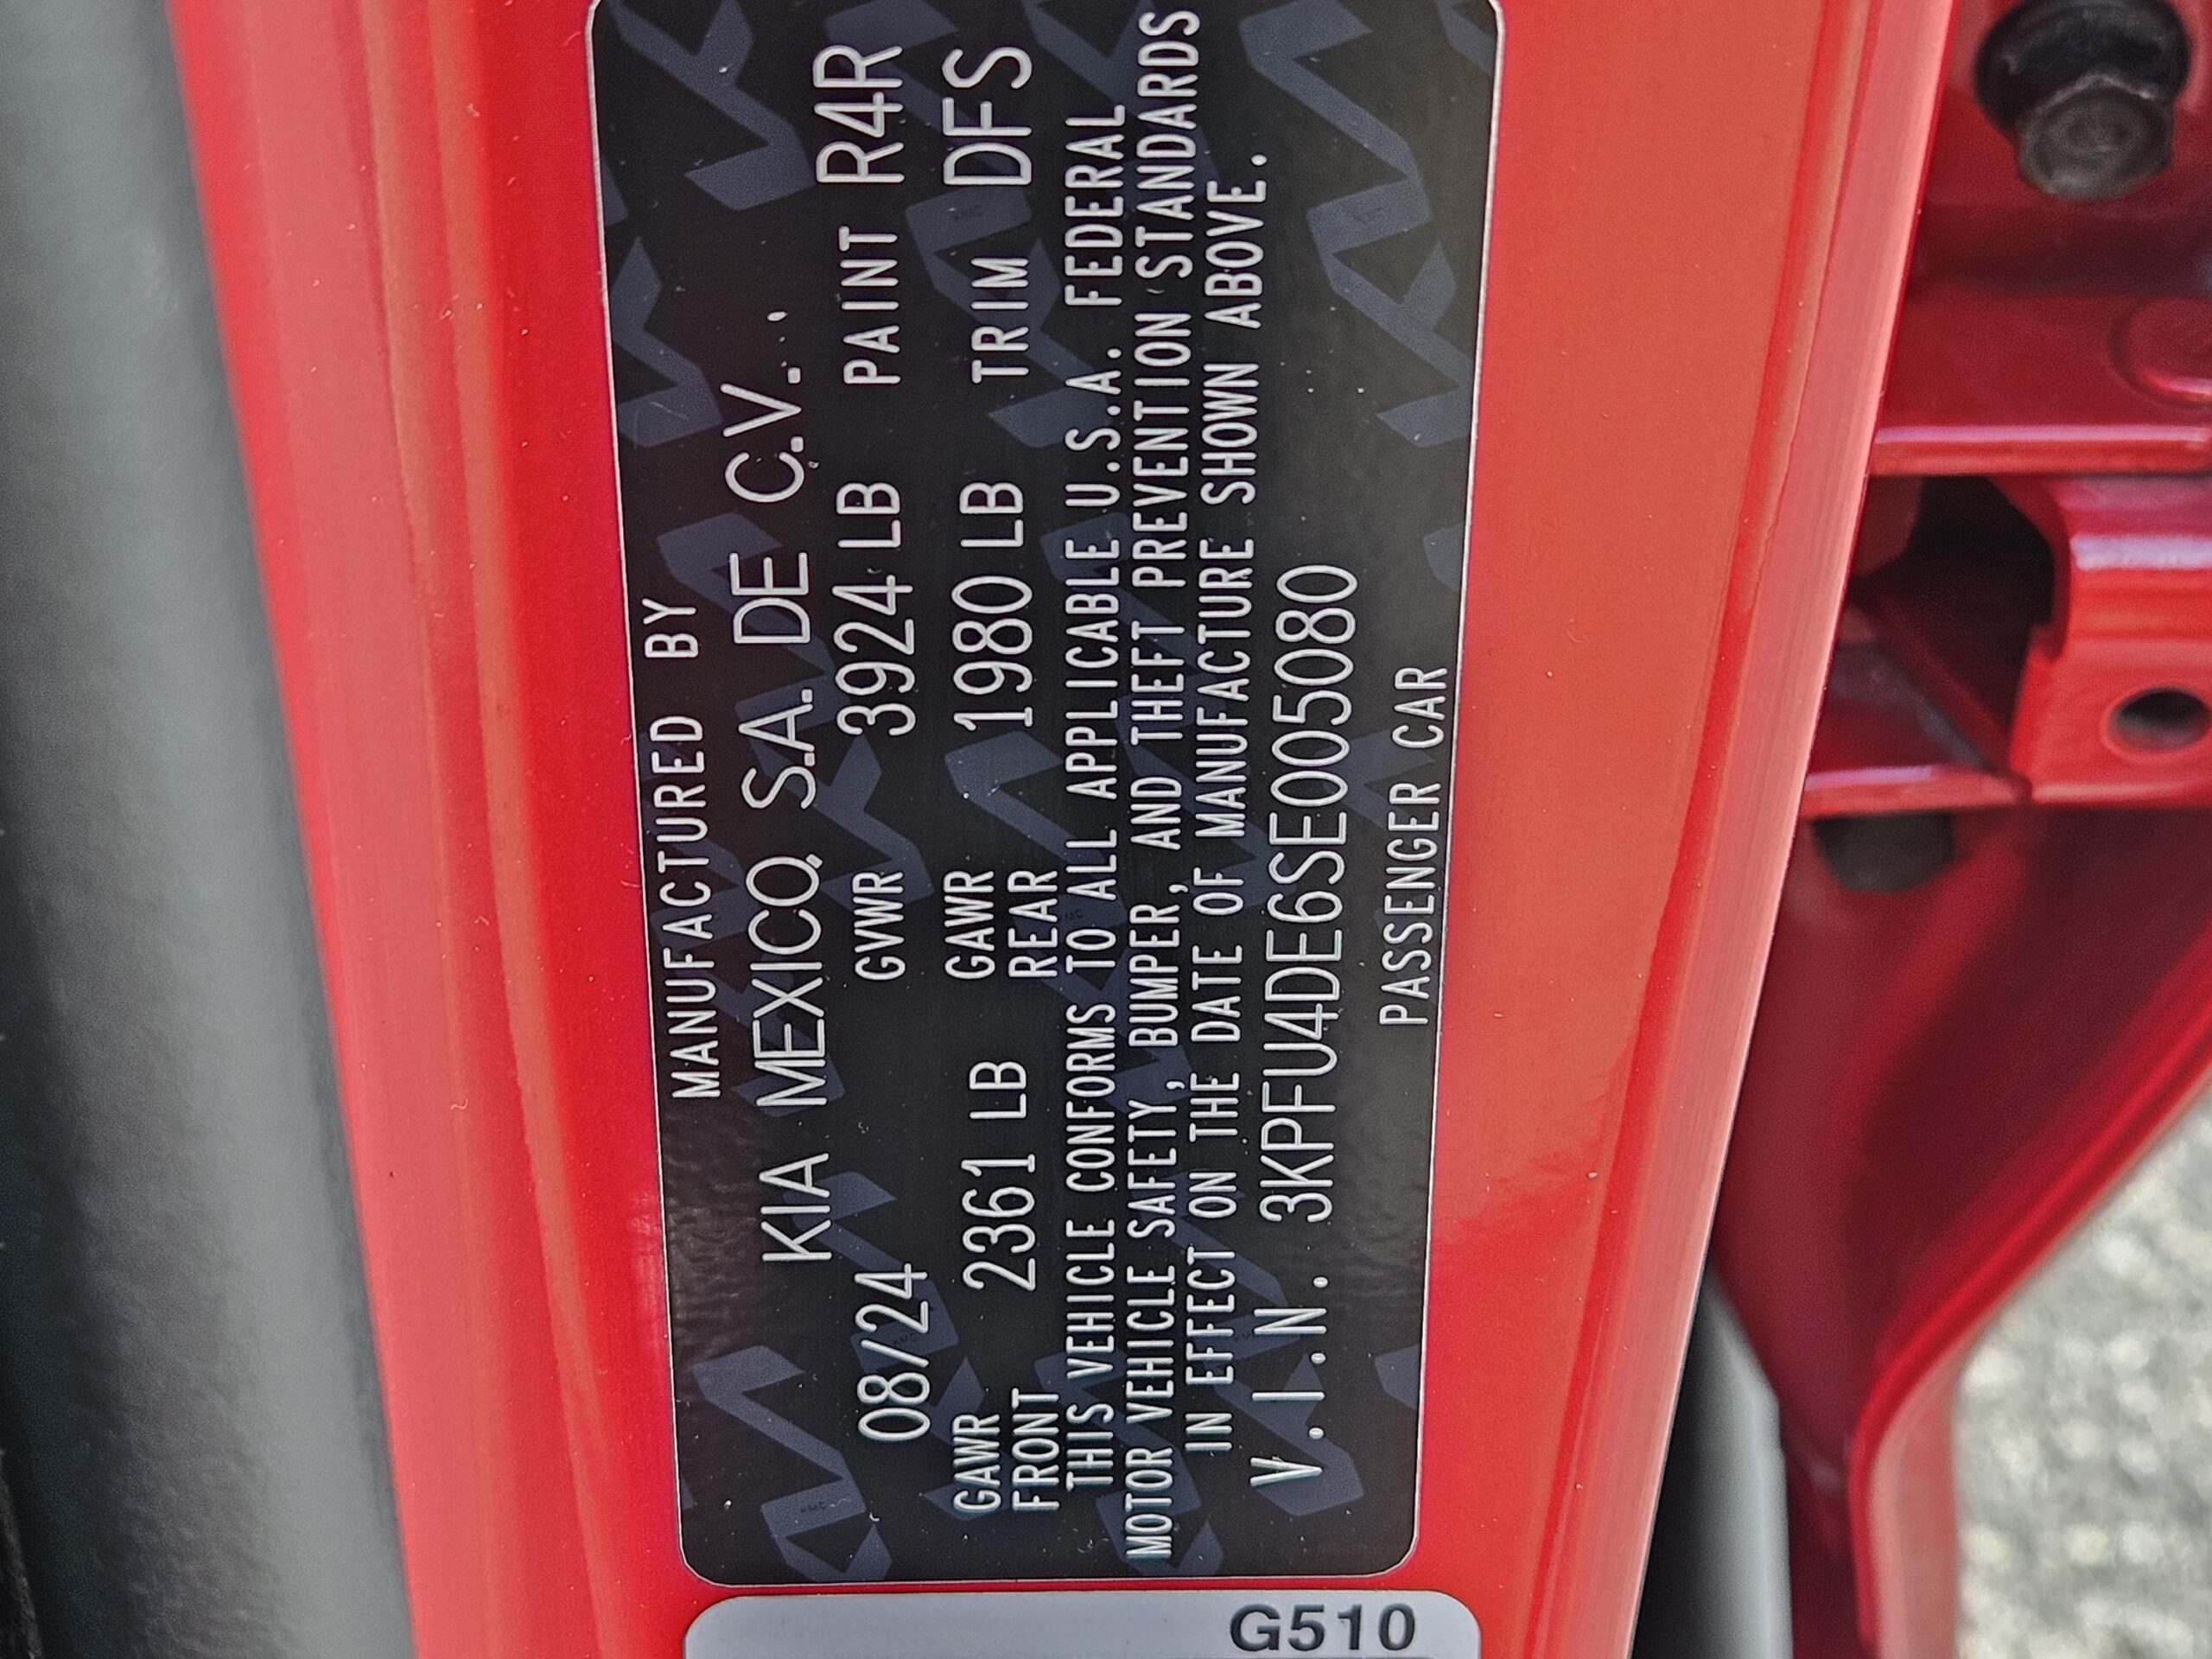 MANUFACTURED BY
KIA MEXICO, S.A. DE C.V..
08/24 GVWR 3924 LB PAINT R4R
GAWR FRONT 2361 LB GAWR REAR 1980 LB TRIM DFS
THIS VEHICLE CONFORMS TO ALL APPLICABLE U.S.A. FEDERAL
MOTOR VEHICLE SAFETY, BUMPER, AND THEFT PREVENTION STANDARDS
IN EFFECT ON THE DATE OF MANUFACTURE SHOWN ABOVE.
V.I.N. 3KPFU4DE6SE005080
PASSENGER CAR
G510